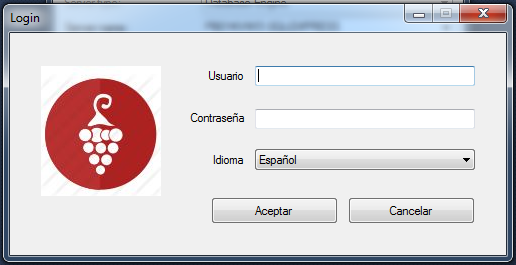 Login
Usuario
Contraseña
Idioma
Español
Aceptar
Cancelar